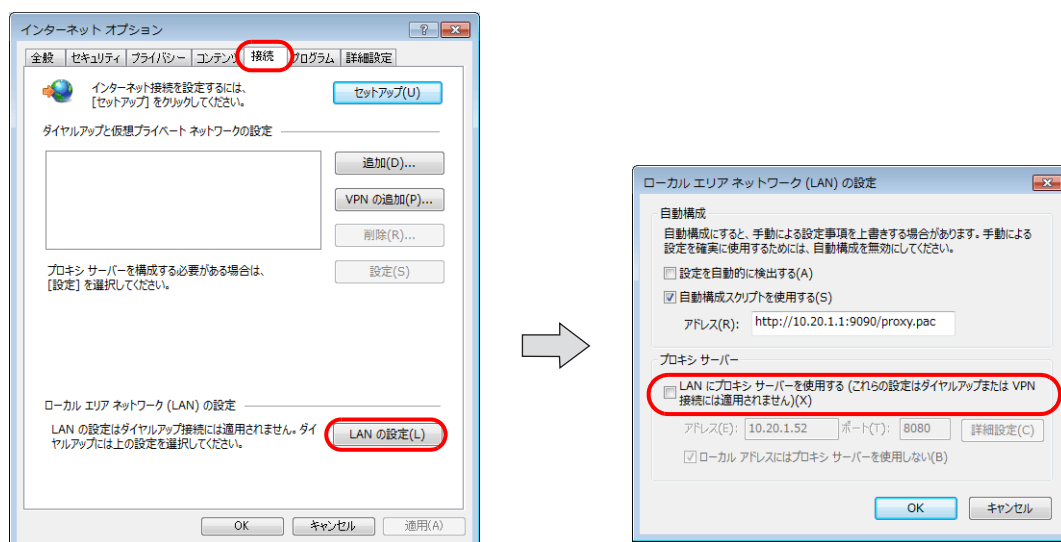 インターネット オプション
全般 セキュリティ プライバシー コンテンツ 接続 プログラム 詳細設定
インターネット接続を設定するには、
[セットアップ] をクリックしてください。
セットアップ(U)
ダイヤルアップと仮想プライベート ネットワークの設定
追加(D)...
VPN の追加(P)...
削除(R)...
プロキシ サーバーを構成する必要がある場合は、
[設定] を選択してください。
設定(S)
ローカル エリア ネットワーク (LAN) の設定
LAN の設定はダイヤルアップ接続には適用されません。ダイ
ヤルアップには上の設定を選択してください。
LAN の設定(L)
OK キャンセル 適用(A)
ローカル エリア ネットワーク (LAN) の設定
自動構成
自動構成にすると、手動による設定事項を上書きする場合があります。手動による
設定を確実に使用するためには、自動構成を無効にしてください。
設定を自動的に検出する(A)
自動構成スクリプトを使用する(S)
アドレス(R): http://10.20.1.1:9090/proxy.pac
プロキシ サーバー
LAN にプロキシ サーバーを使用する (これらの設定はダイヤルアップまたは VPN
接続には適用されません)(X)
アドレス(E): 10.20.1.52 ポート(T): 8080 詳細設定(C)
ローカル アドレスにはプロキシ サーバーを使用しない(B)
OK キャンセル